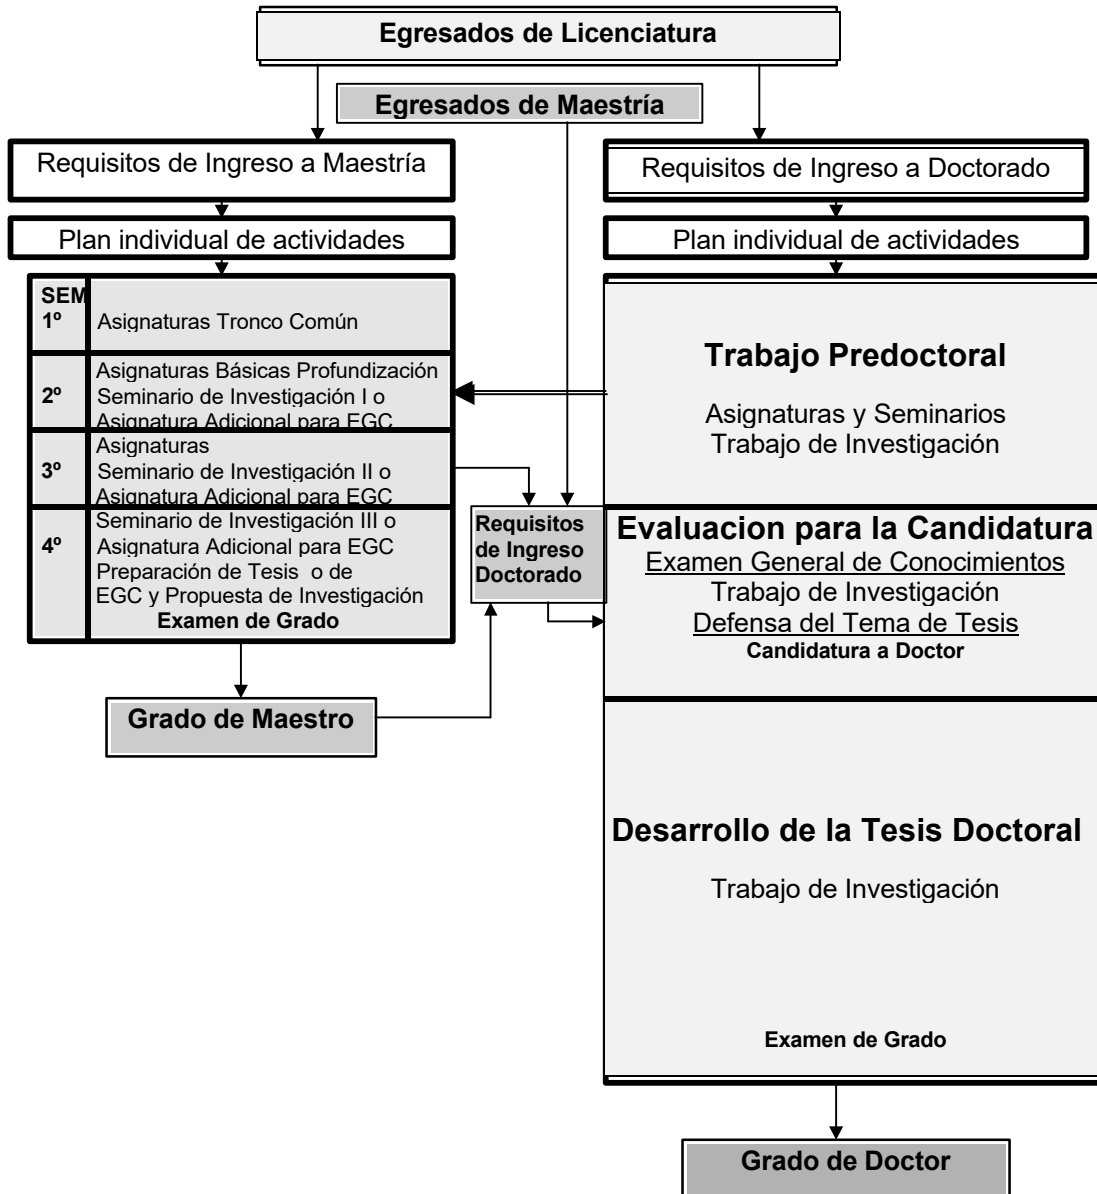 Egresados de Licenciatura
Egresados de Maestría
Requisitos de Ingreso a Maestría
Requisitos de Ingreso a Doctorado
Plan individual de actividades
Plan individual de actividades
SEM
1º
Asignaturas Tronco Común
2º
Asignaturas Básicas Profundización
Seminario de Investigación I o
Asignatura Adicional para EGC
3º
Asignaturas
Seminario de Investigación II o
Asignatura Adicional para EGC
4º
Seminario de Investigación III o
Asignatura Adicional para EGC
Preparación de Tesis o de
EGC y Propuesta de Investigación
Examen de Grado
Grado de Maestro
Requisitos
de Ingreso
Doctorado
Trabajo Predoctoral
Asignaturas y Seminarios
Trabajo de Investigación
Evaluacion para la Candidatura
Examen General de Conocimientos
Trabajo de Investigación
Defensa del Tema de Tesis
Candidatura a Doctor
Desarrollo de la Tesis Doctoral
Trabajo de Investigación
Examen de Grado
Grado de Doctor